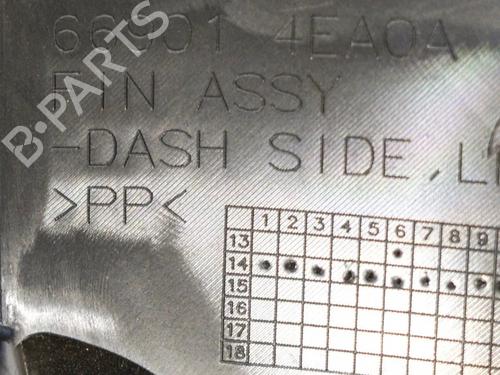 66901 4EA0A
FIN ASSY
-DASH SIDE, L
>PP<
B-PARTS
1 2 3 4 5 6 7 8 9
13
14
15
16
17
18